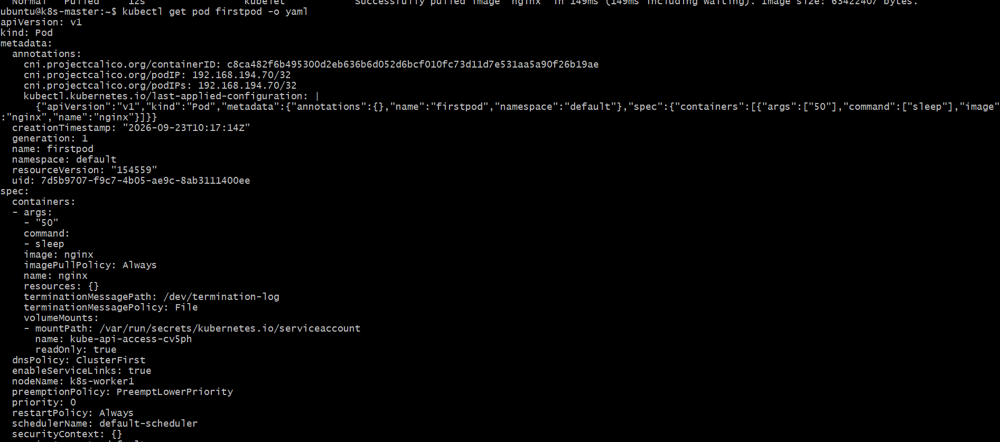 Normal   Pulled     12s                 kubelet            Successfully pulled image "nginx" in 149ms (149ms including waiting). Image size: 63422407 bytes.
ubuntu@k8s-master:~$ kubectl get pod firstpod -o yaml
apiVersion: v1
kind: Pod
metadata:
  annotations:
    cni.projectcalico.org/containerID: c8ca482f6b495300d2eb636b6d052d6bcf010fc73d11d7e531aa5a90f26b19ae
    cni.projectcalico.org/podIP: 192.168.194.70/32
    cni.projectcalico.org/podIPs: 192.168.194.70/32
    kubectl.kubernetes.io/last-applied-configuration: |
      {"apiVersion":"v1","kind":"Pod","metadata":{"annotations":{},"name":"firstpod","namespace":"default"},"spec":{"containers":[{"args":["50"],"command":["sleep"],"image"
:"nginx","name":"nginx"}]}}
  creationTimestamp: "2026-09-23T10:17:14Z"
  generation: 1
  name: firstpod
  namespace: default
  resourceVersion: "154559"
  uid: 7d5b9707-f9c7-4b05-ae9c-8ab3111400ee
spec:
  containers:
  - args:
    - "50"
    command:
    - sleep
    image: nginx
    imagePullPolicy: Always
    name: nginx
    resources: {}
    terminationMessagePath: /dev/termination-log
    terminationMessagePolicy: File
    volumeMounts:
    - mountPath: /var/run/secrets/kubernetes.io/serviceaccount
      name: kube-api-access-cv5ph
      readOnly: true
  dnsPolicy: ClusterFirst
  enableServiceLinks: true
  nodeName: k8s-worker1
  preemptionPolicy: PreemptLowerPriority
  priority: 0
  restartPolicy: Always
  schedulerName: default-scheduler
  securityContext: {}